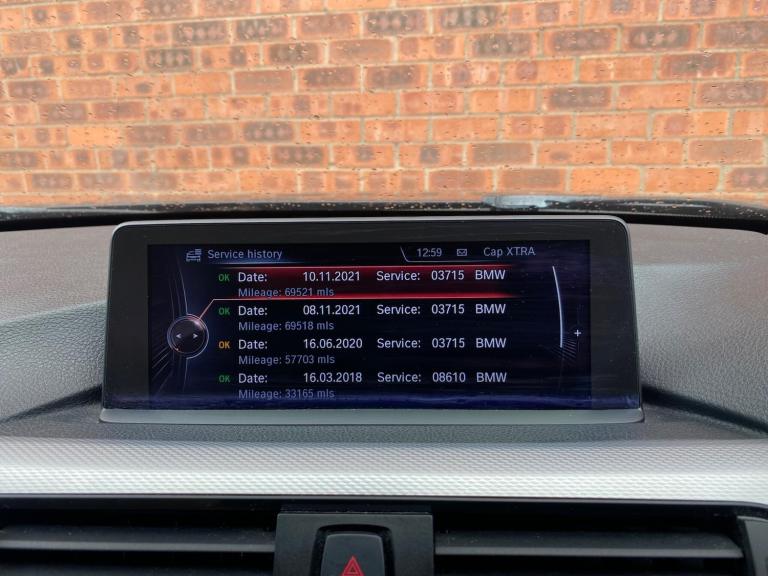 Service history 12:59 Cap XTRA
OK Date: 10.11.2021 Service: 03715 BMW
Mileage: 69521 mls
OK Date: 08.11.2021 Service: 03715 BMW
Mileage: 69518 mls
OK Date: 16.06.2020 Service: 03715 BMW
Mileage: 57703 mls
OK Date: 16.03.2018 Service: 08610 BMW
Mileage: 33165 mls